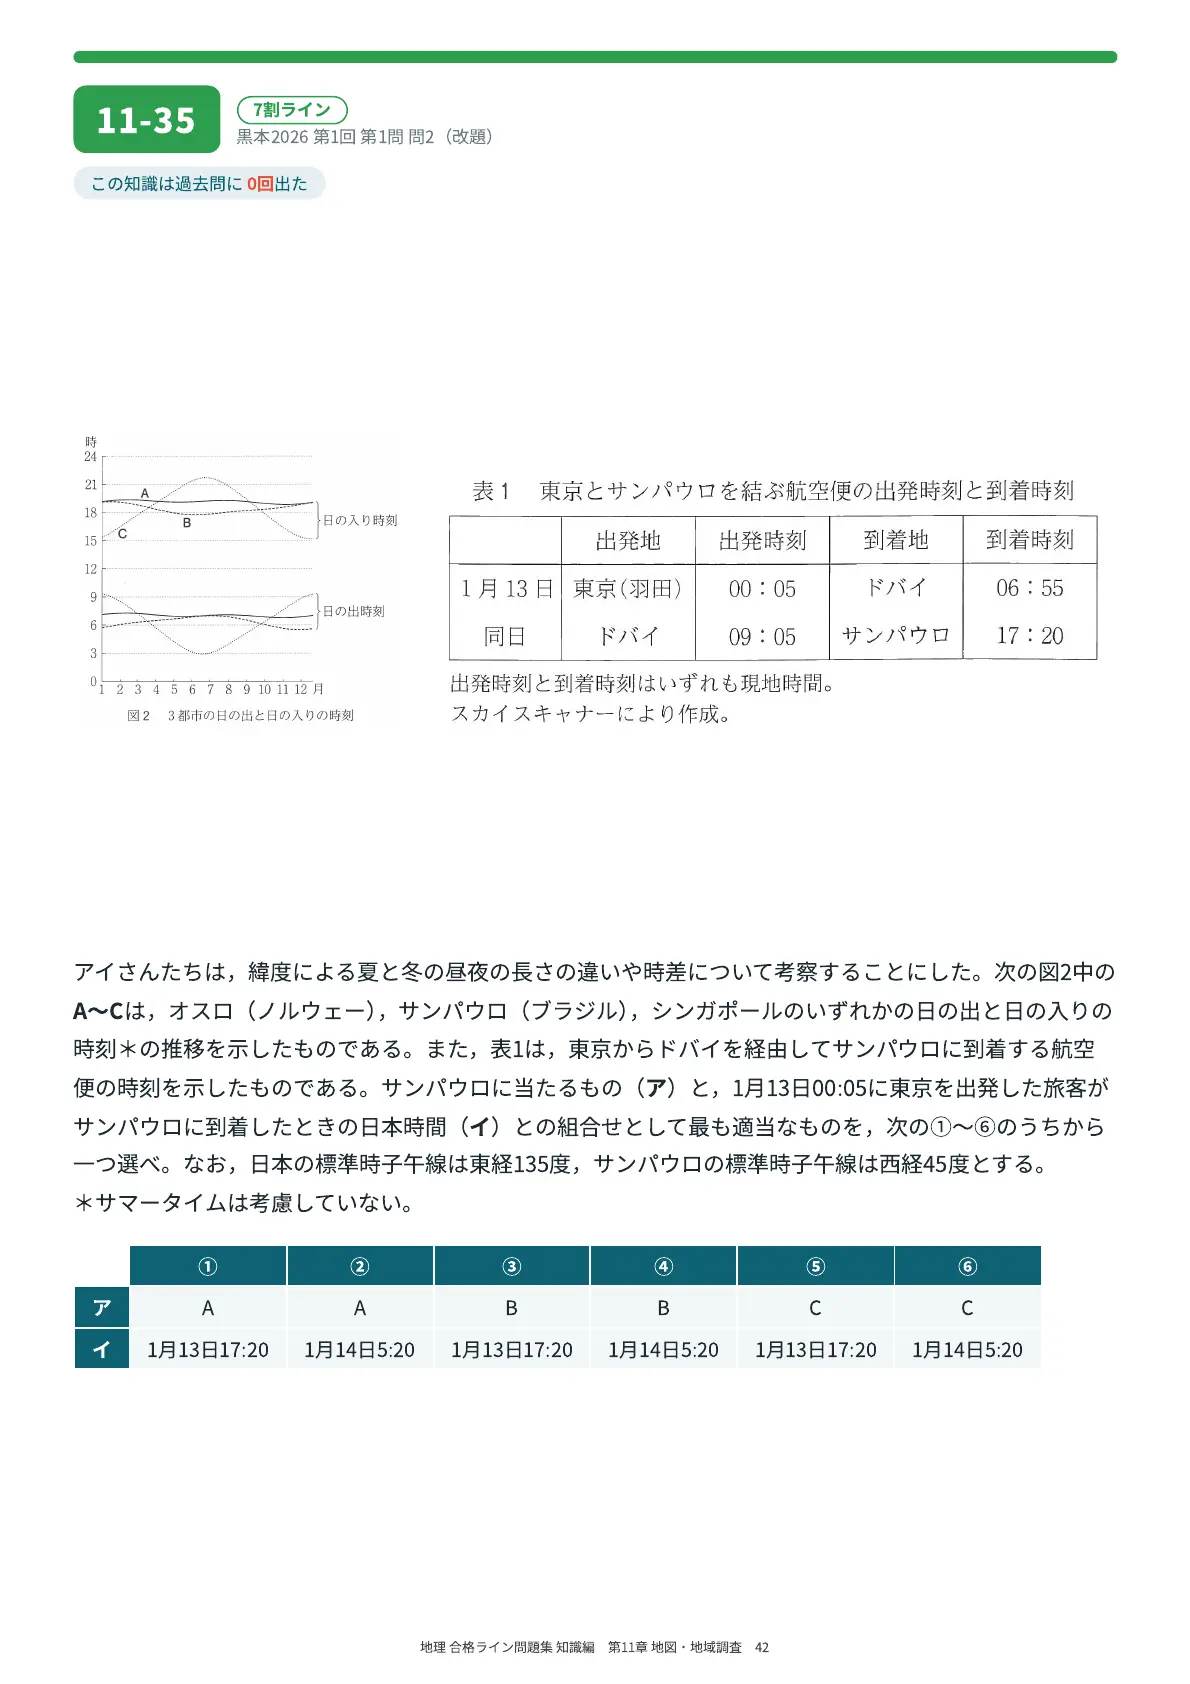 11-35
7割ライン
黒本2026 第1回 第1問 問2（改題）
この知識は過去問に 0回出た
時
24
21
18
15
12
9
6
3
0
A
B
C
日の入り時刻
日の出時刻
1 2 3 4 5 6 7 8 9 10 11 12 月
図2 3都市の日の出と日の入りの時刻
表1 東京とサンパウロを結ぶ航空便の出発時刻と到着時刻
出発地 出発時刻 到着地 到着時刻
1月13日 東京(羽田) 00：05 ドバイ 06：55
同日 ドバイ 09：05 サンパウロ 17：20
出発時刻と到着時刻はいずれも現地時間。
スカイスキャナーにより作成。
アイさんたちは，緯度による夏と冬の昼夜の長さの違いや時差について考察することにした。次の図2中の
A〜Cは，オスロ（ノルウェー），サンパウロ（ブラジル），シンガポールのいずれかの日の出と日の入りの
時刻＊の推移を示したものである。また，表1は，東京からドバイを経由してサンパウロに到着する航空
便の時刻を示したものである。サンパウロに当たるもの（ア）と，1月13日00:05に東京を出発した旅客が
サンパウロに到着したときの日本時間（イ）との組合せとして最も適当なものを，次の①〜⑥のうちから
一つ選べ。なお，日本の標準時子午線は東経135度，サンパウロの標準時子午線は西経45度とする。
＊サマータイムは考慮していない。
① ② ③ ④ ⑤ ⑥
ア A A B B C C
イ 1月13日17:20 1月14日5:20 1月13日17:20 1月14日5:20 1月13日17:20 1月14日5:20
地理 合格ライン問題集 知識編 第11章 地図・地域調査 42